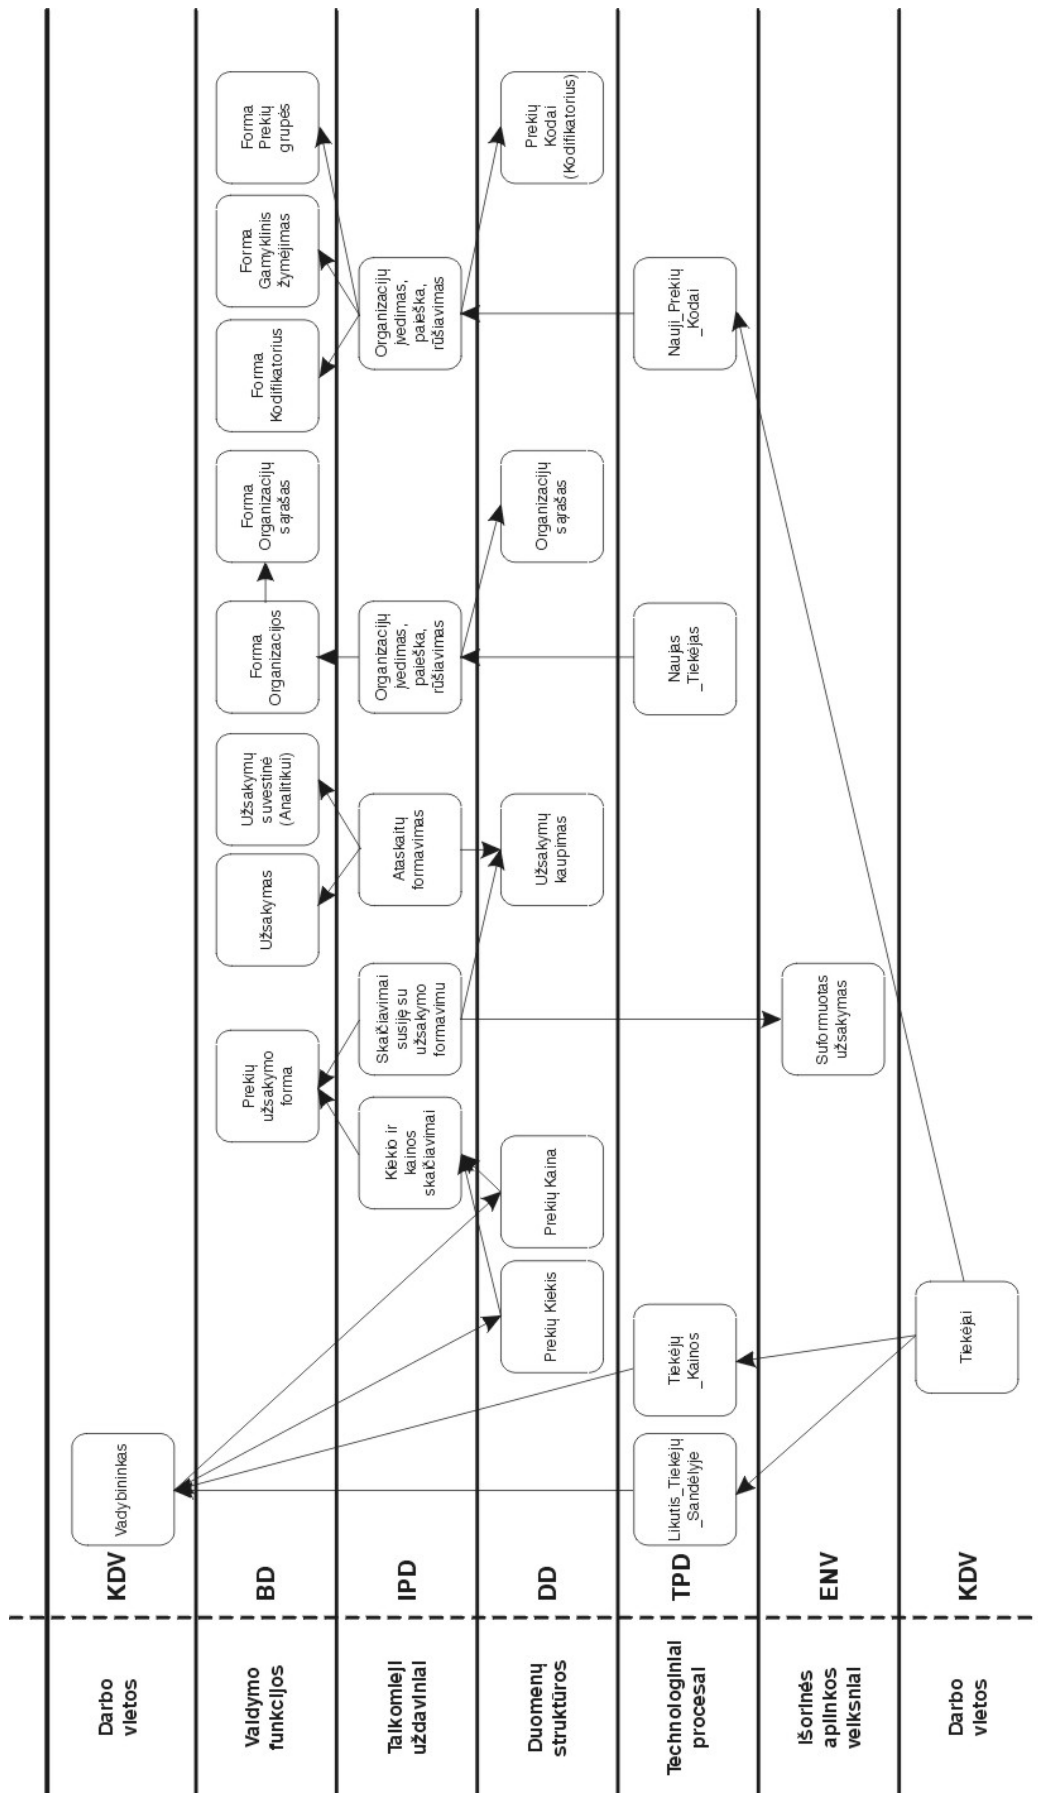 Darbo
vietos
KDV
Vadybininkas
Valdymo
funkcijos
BD
Prekių
užsakymo
forma
Užsakymas
Užsakymų
suvestinė
(Analitikui)
Forma
Organizacijos
Forma
Organizacijų
sąrašas
Forma
Kodifikatorius
Forma
Gamyklinis
žymėjimas
Forma
Prekių
grupės
Taikomieji
uždaviniai
IPD
Kiekio ir
kainos
skaičiavimai
Skaičiavimai
susiję su
užsakymo
formavimu
Ataskaitų
formavimas
Organizacijų
įvedimas,
paieška,
rūšiavimas
Organizacijų
įvedimas,
paieška,
rūšiavimas
Duomenų
struktūros
DD
Prekių Kiekis
Prekių Kaina
Užsakymų
kaupimas
Organizacijų
sąrašas
Prekių
Kodai
(Kodifikatorius)
Technologiniai
procesai
TPD
Likutis_Tiekėjų
_Sandėlyje
Tiekėjų
_Kainos
Naujas
_Tiekėjas
Nauji_Prekių
_Kodai
Išorinės
aplinkos
veiksniai
ENV
Suformuotas
užsakymas
Darbo
vietos
KDV
Tiekėjai